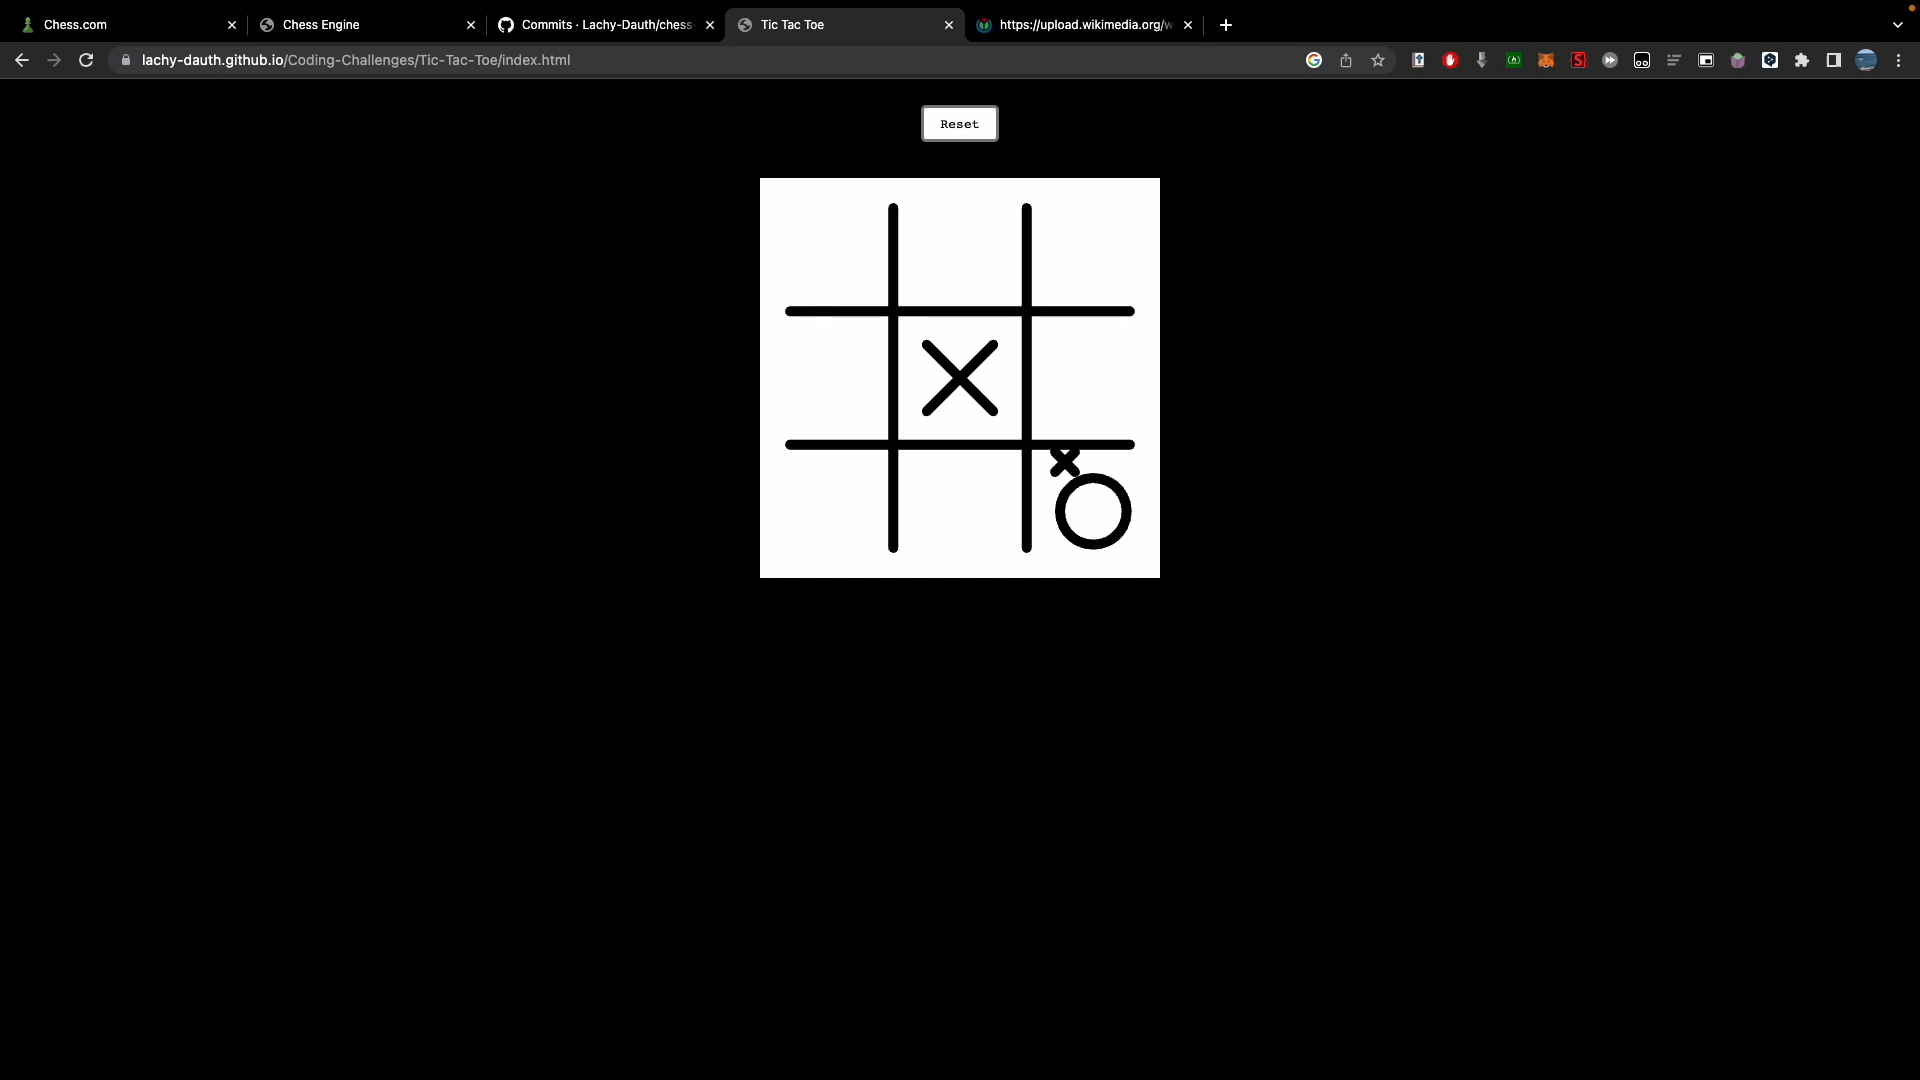 Chess.com
Chess Engine
Commits · Lachy-Dauth/chess-
Tic Tac Toe
https://upload.wikimedia.org/w
lachy-dauth.github.io/Coding-Challenges/Tic-Tac-Toe/index.html
Reset